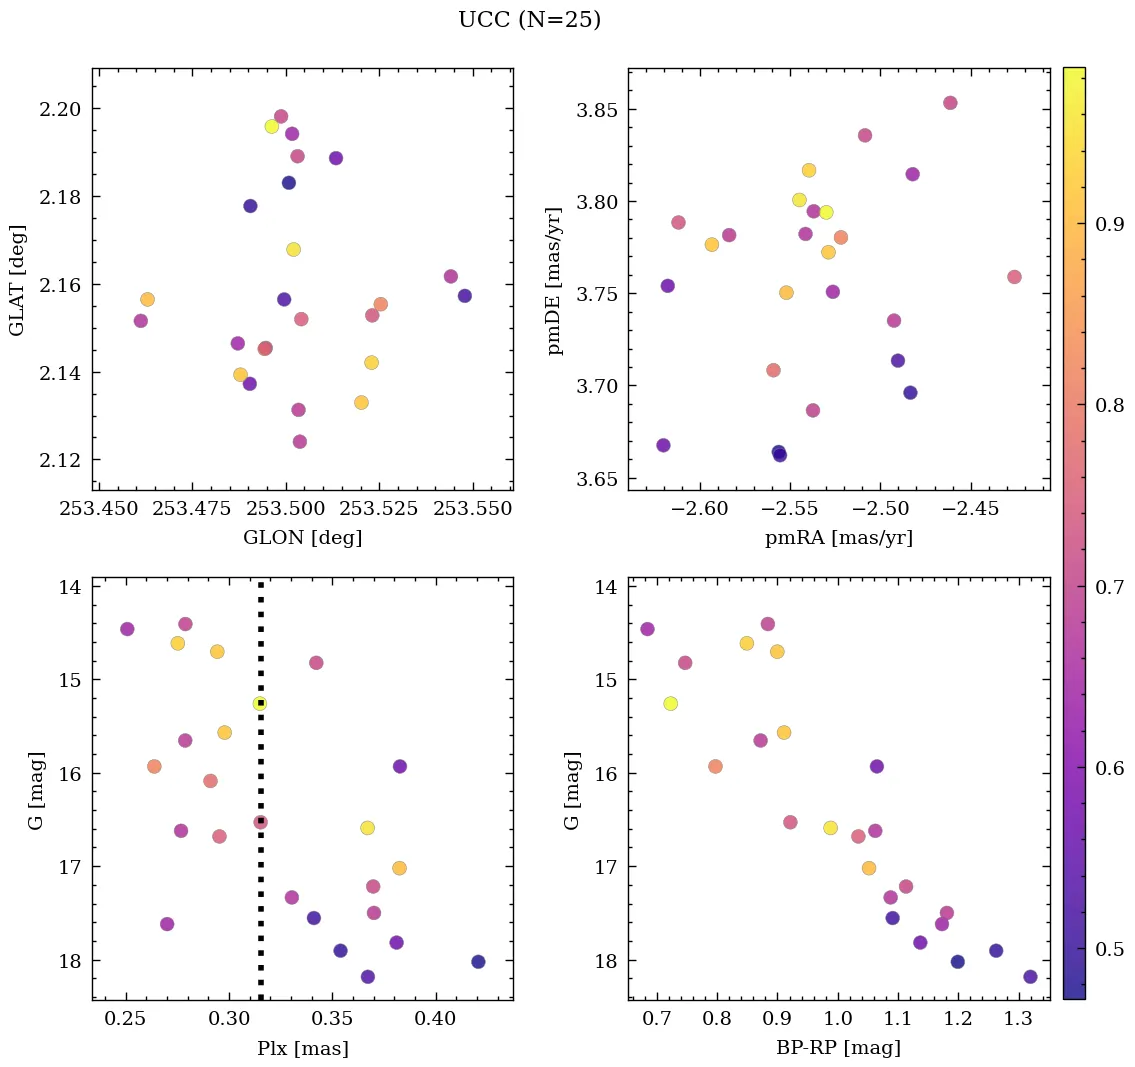 UCC (N=25)
2.20
2.18
2.16
2.14
2.12
GLAT [deg]
253.450 253.475 253.500 253.525 253.550
GLON [deg]
3.85
3.80
3.75
3.70
3.65
pmDE [mas/yr]
−2.60 −2.55 −2.50 −2.45
pmRA [mas/yr]
14
15
16
17
18
G [mag]
0.25 0.30 0.35 0.40
Plx [mas]
14
15
16
17
18
G [mag]
0.7 0.8 0.9 1.0 1.1 1.2 1.3
BP-RP [mag]
0.9
0.8
0.7
0.6
0.5